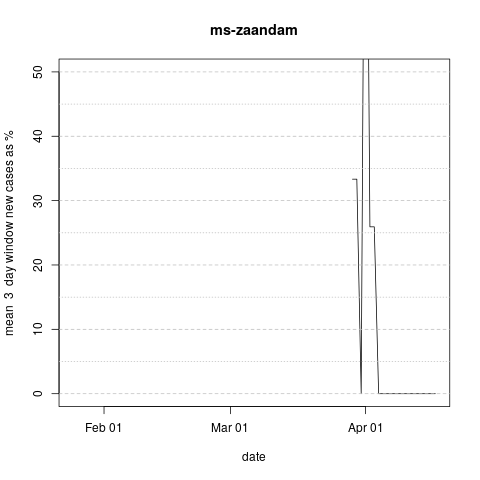 ms-zaandam
mean  3  day window new cases as %
50
40
30
20
10
0
Feb 01
Mar 01
Apr 01
date